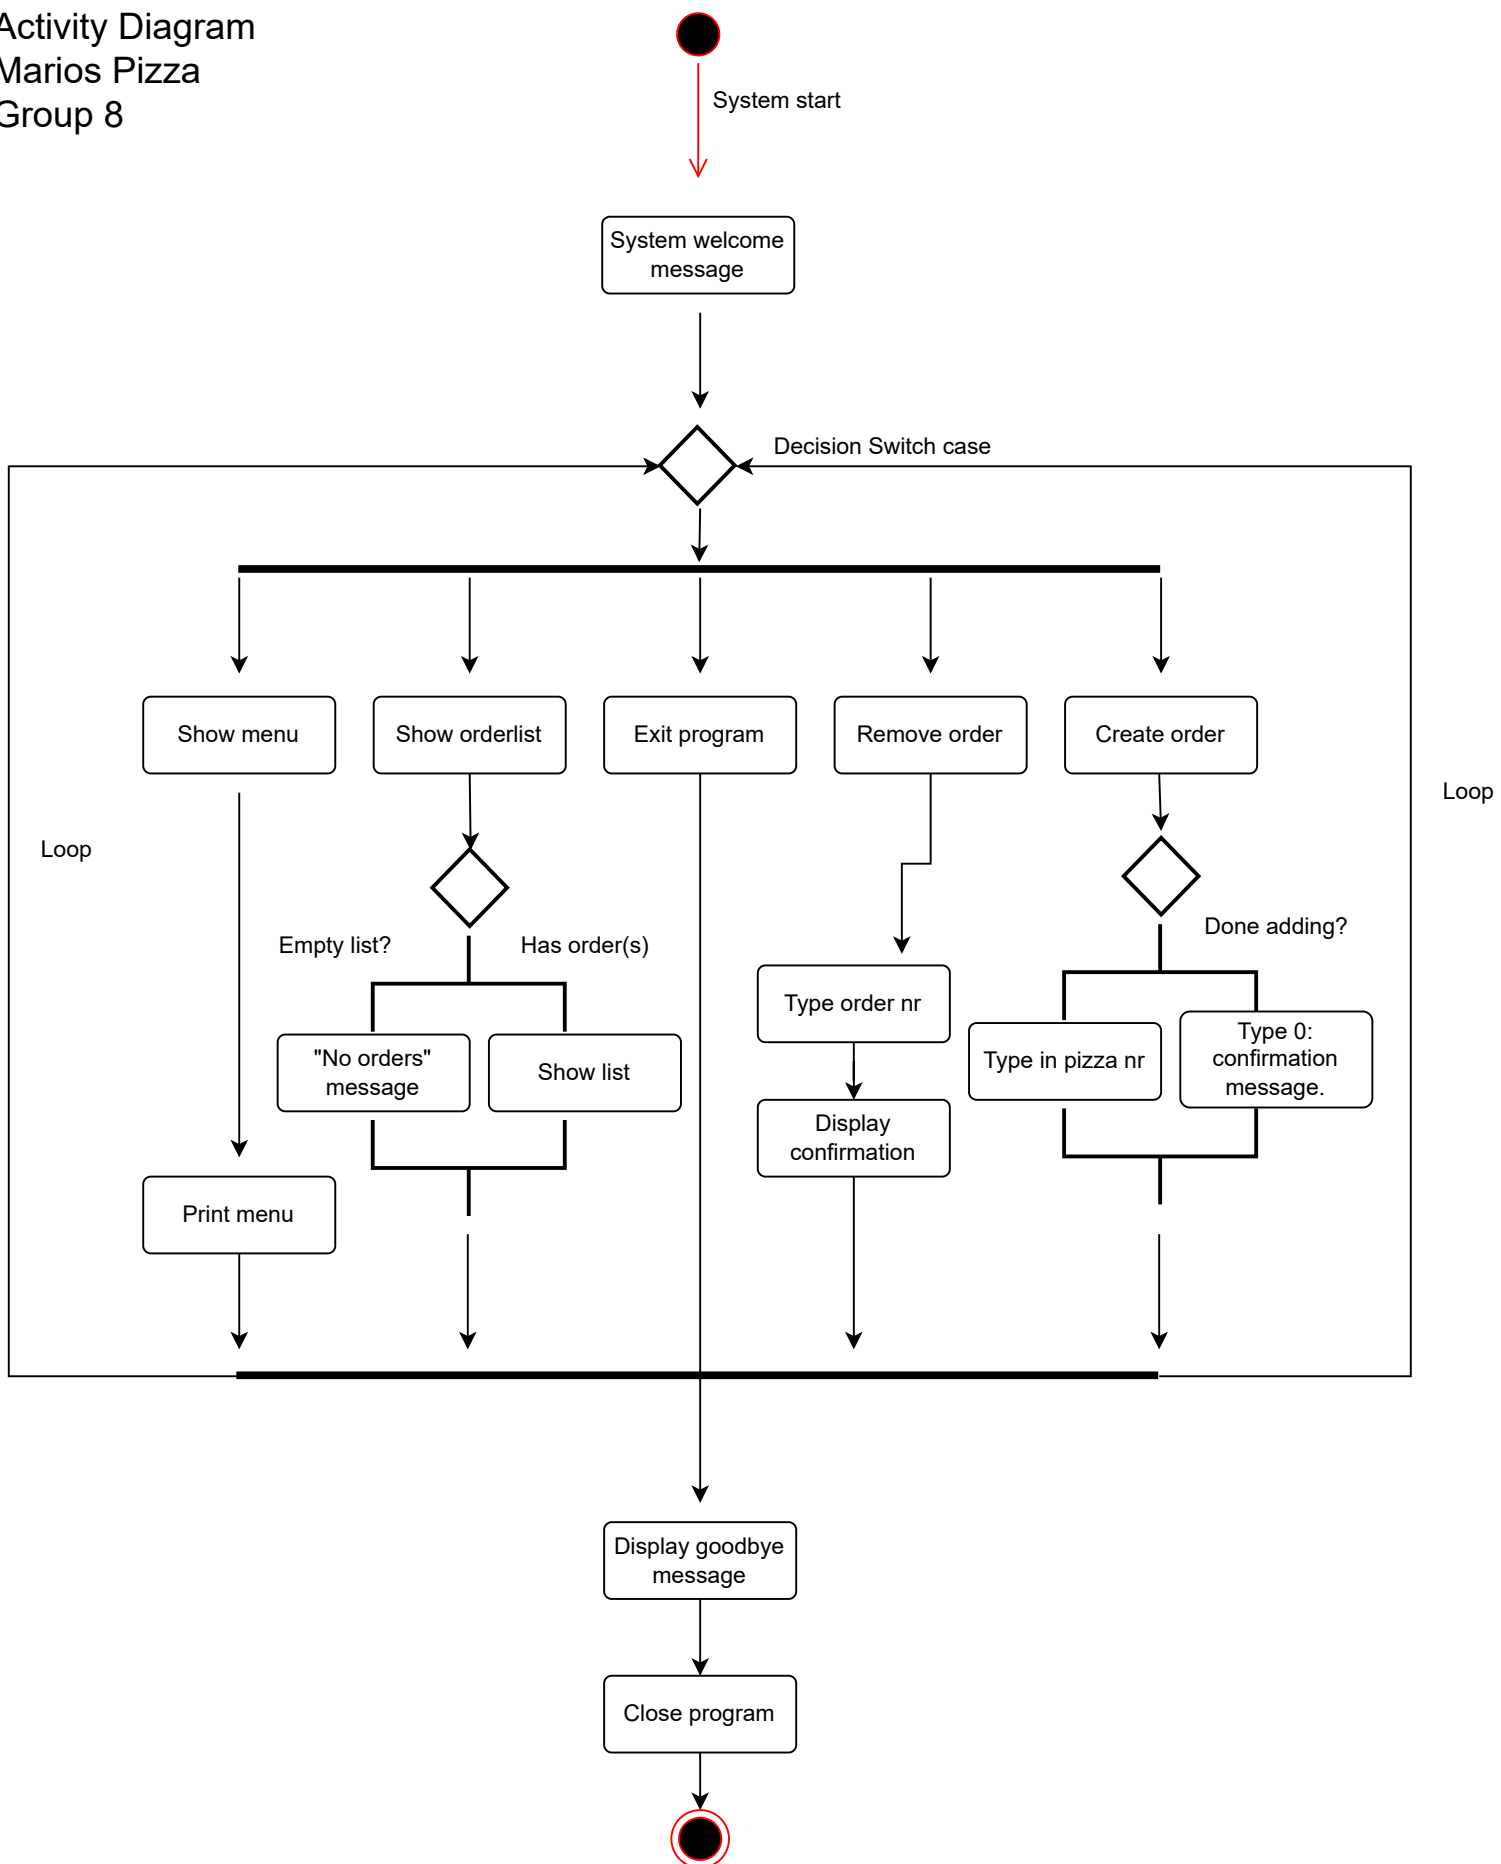 Activity Diagram
Marios Pizza
Group 8
System start
System welcome
message
Decision Switch case
Show menu
Show orderlist
Exit program
Remove order
Create order
Loop
Loop
Done adding?
Empty list?
Has order(s)
Type order nr
"No orders"
message
Show list
Type in pizza nr
Type 0:
confirmation
message.
Display
confirmation
Print menu
Display goodbye
message
Close program